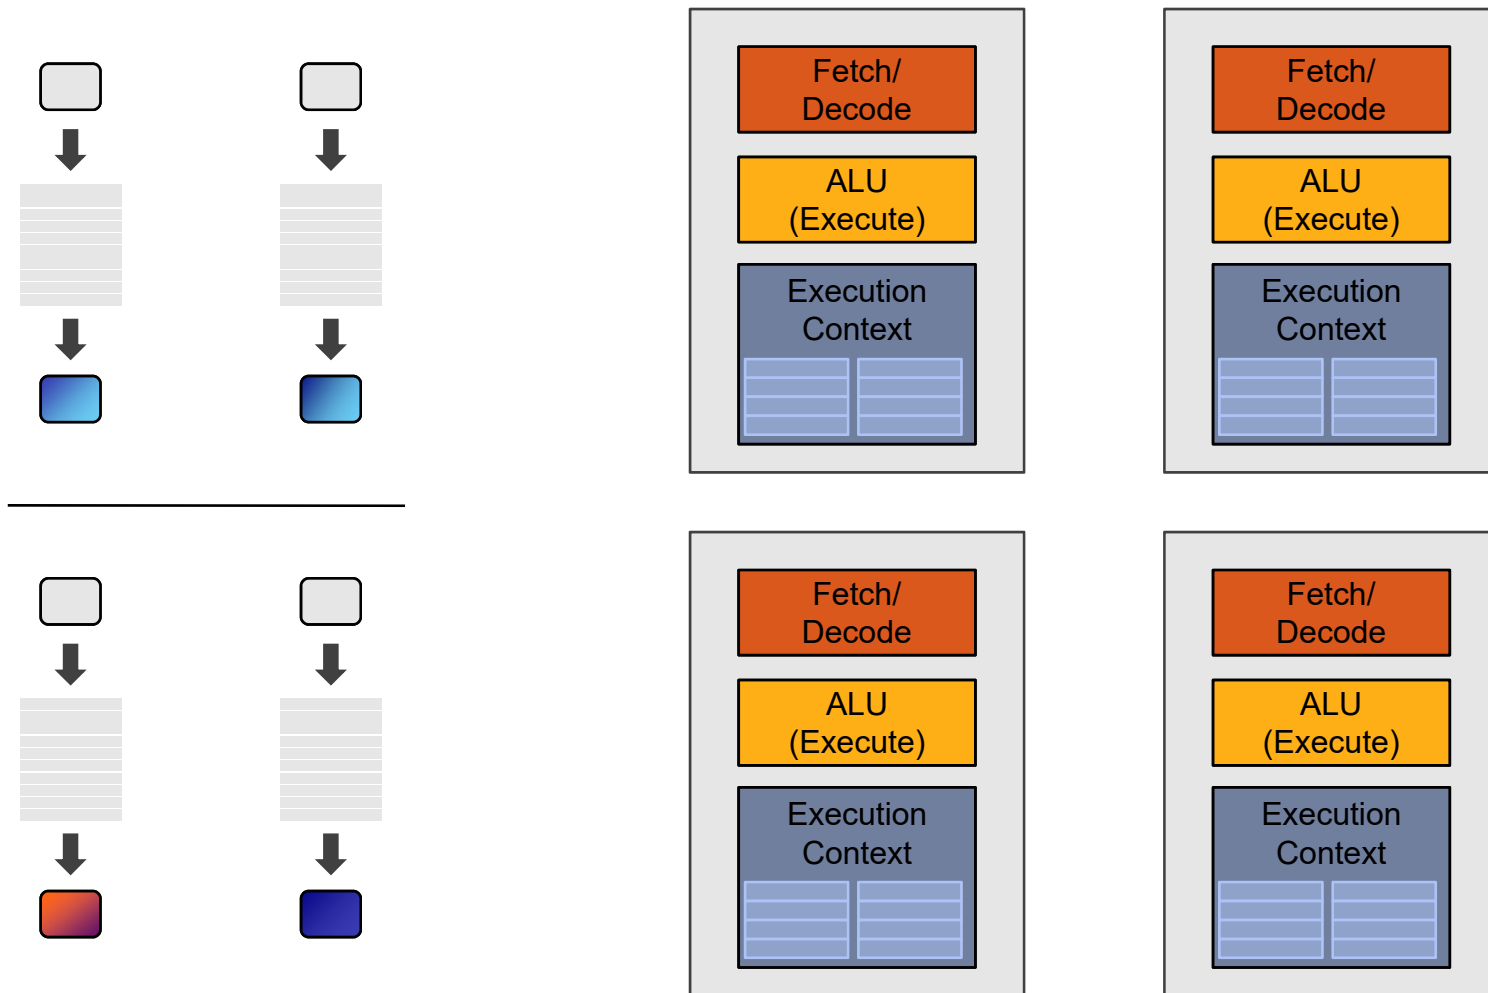 Fetch/
Decode
ALU
(Execute)
Execution
Context
Fetch/
Decode
ALU
(Execute)
Execution
Context
Fetch/
Decode
ALU
(Execute)
Execution
Context
Fetch/
Decode
ALU
(Execute)
Execution
Context